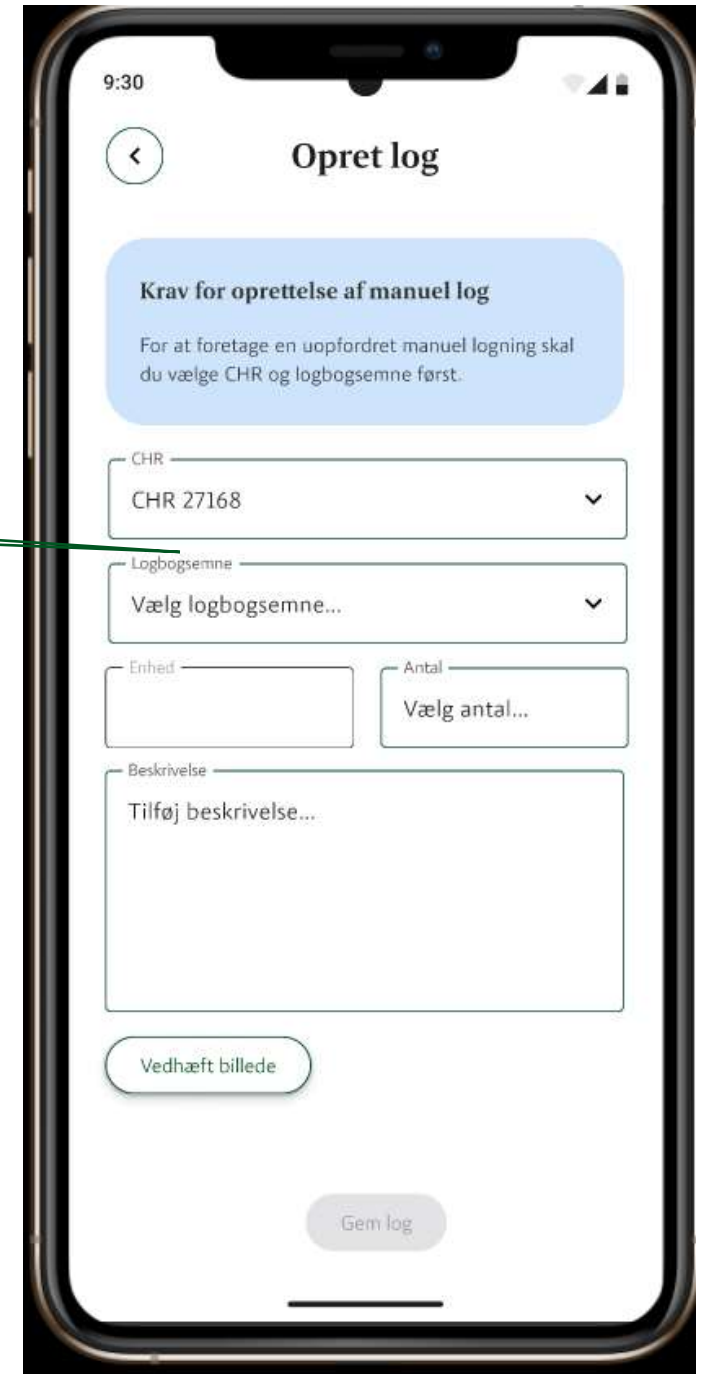 9:30
Opret log
Krav for oprettelse af manuel log
For at foretage en uopfordret manuel logning skal
du vælge CHR og logbogsemne først.
CHR
CHR 27168
Logbogsemne
Vælg logbogsemne...
Enhed
Antal
Vælg antal...
Beskrivelse
Tilføj beskrivelse...
Vedhæft billede
Gem log